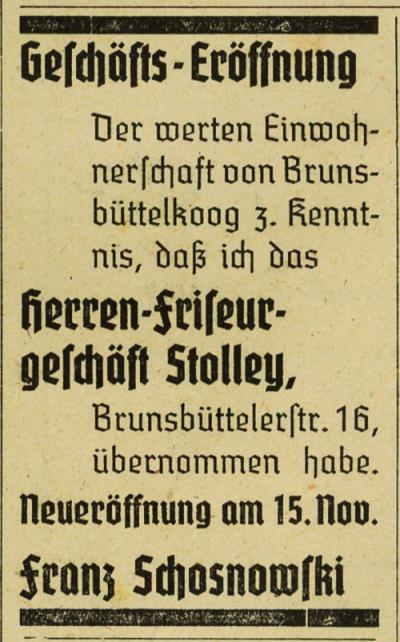 Geſchäfts-Eröffnung
Der werten Einwoh-
nerſchaft von Bruns-
büttelkoog z. Kennt-
nis, daß ich das
Herren-Friſeur-
geſchäft Stolley,
Brunsbüttelerſtr. 16,
übernommen habe.
Neueröffnung am 15. Nov.
Franz Schosnowſki